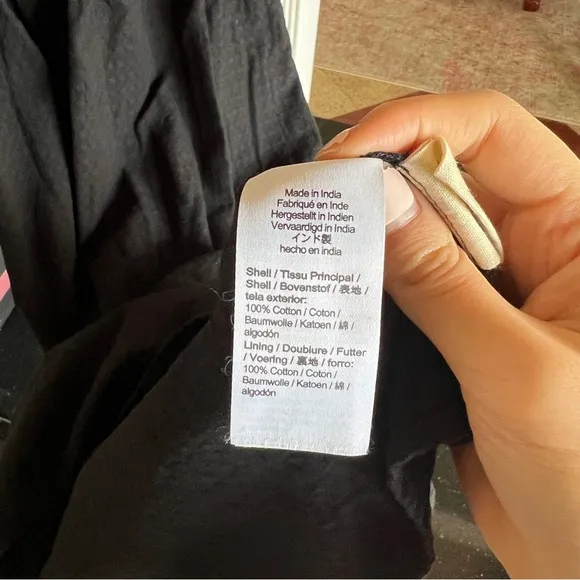 Made in India
Fabriqué en Inde
Hergestellt in Indien
Vervaardigd in India
インド製
hecho en india
Shell / Tissu Principal /
Shell / Bovenstof / 表地 /
tela exterior:
100% Cotton / Coton /
Baumwolle / Katoen / 綿 /
algodón
Lining / Doublure / Futter
/ Voering / 裏地 / forro:
100% Cotton / Coton /
Baumwolle / Katoen / 綿 /
algodón